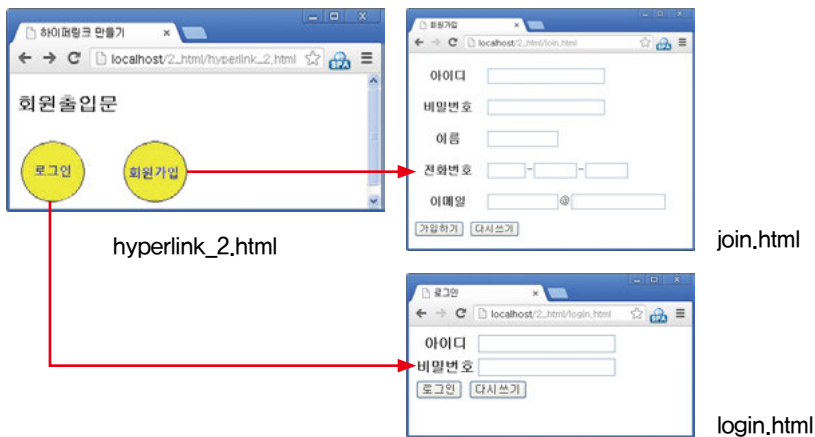 하이퍼링크 만들기
localhost/2_html/hyperlink_2.html
회원출입문
로그인
회원가입
hyperlink_2.html
회원가입
localhost/2_html/join.html
아이디
비밀번호
이름
전화번호 - -
이메일 @
가입하기 다시쓰기
join.html
로그인
localhost/2_html/login.html
아이디
비밀번호
로그인 다시쓰기
login.html